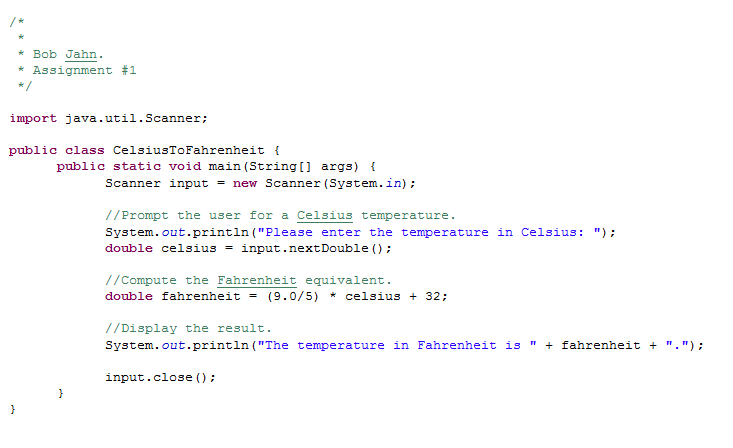 /*
 *
 * Bob Jahn.
 * Assignment #1
 */

import java.util.Scanner;

public class CelsiusToFahrenheit {
      public static void main(String[] args) {
            Scanner input = new Scanner(System.in);

            //Prompt the user for a Celsius temperature.
            System.out.println("Please enter the temperature in Celsius: ");
            double celsius = input.nextDouble();

            //Compute the Fahrenheit equivalent.
            double fahrenheit = (9.0/5) * celsius + 32;

            //Display the result.
            System.out.println("The temperature in Fahrenheit is " + fahrenheit + ".");

            input.close();
      }
}